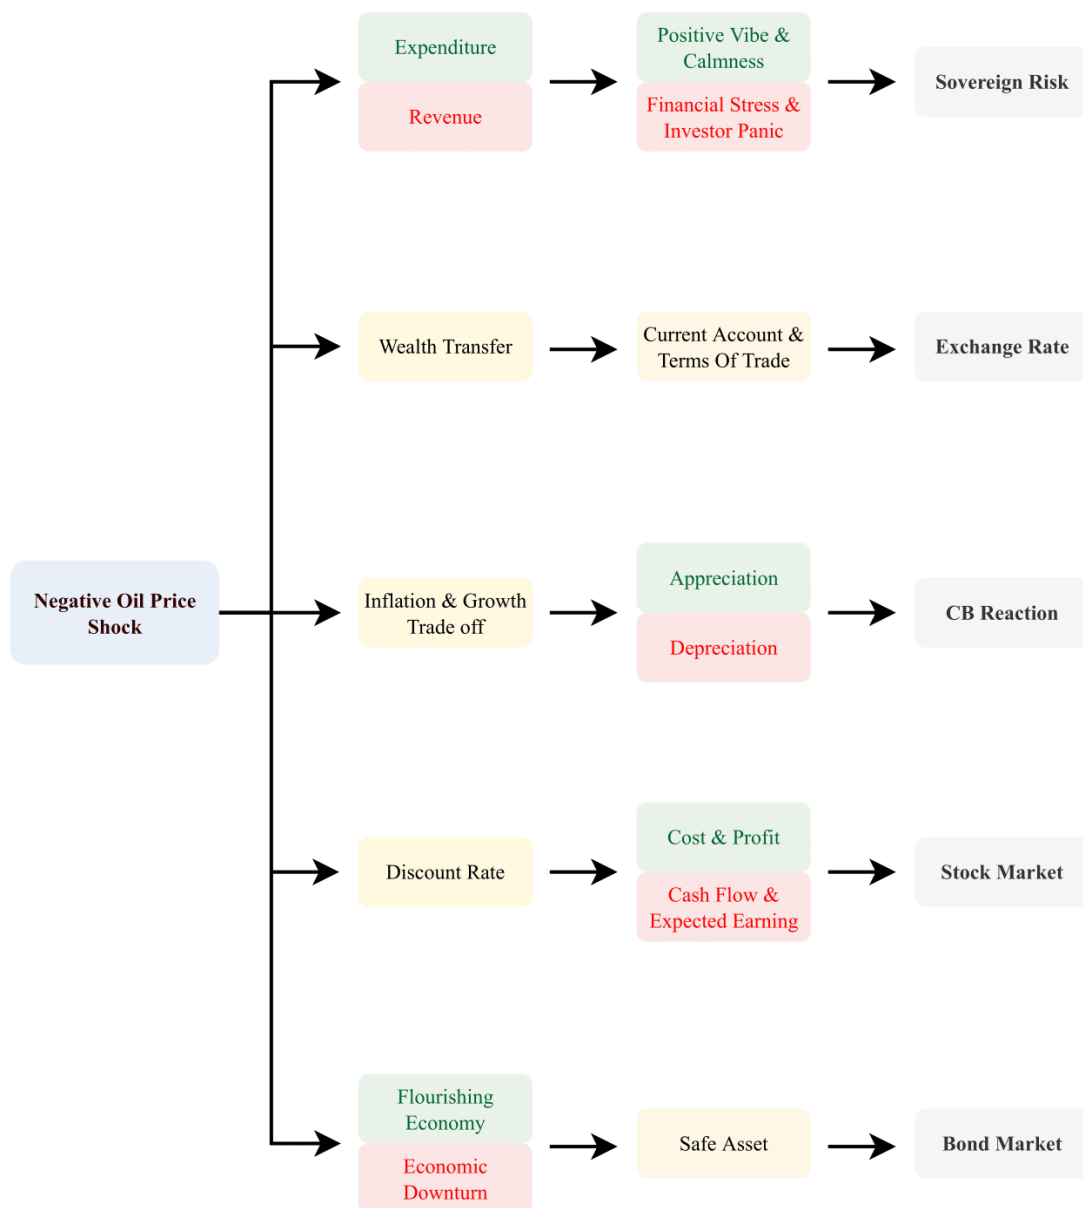 Expenditure
Revenue
Positive Vibe &
Calmness
Financial Stress &
Investor Panic
Sovereign Risk
Wealth Transfer
Current Account &
Terms Of Trade
Exchange Rate
Negative Oil Price
Shock
Inflation & Growth
Trade off
Appreciation
Depreciation
CB Reaction
Discount Rate
Cost & Profit
Cash Flow &
Expected Earning
Stock Market
Flourishing
Economy
Economic
Downturn
Safe Asset
Bond Market